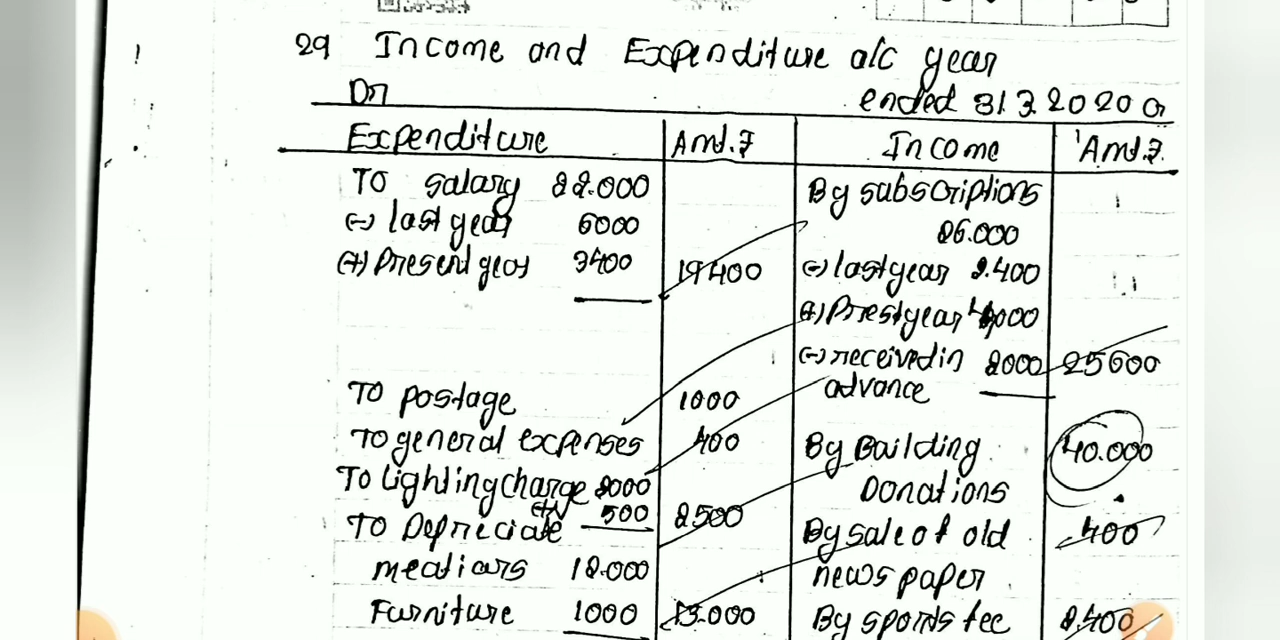 29 Income and Expenditure a/c year
Dr ended 31.3.2020 Cr
Expenditure Amt.₹ Income Amt.₹
To salary 22.000 By subscriptions
(-) last year 6000 26.000
(+) Present year 3400 19400 (-) last year 2.400
(+) Prest year 4000
(-) received in 2000 25600
To postage 1000 advance
To general expenses 400 By Building 40.000
To Lighting charge 2000 Donations
(+) 500 2500
To Depreciate By sale of old 400
12.000 news paper
Furniture 1000 13.000 By sports fee 2.400